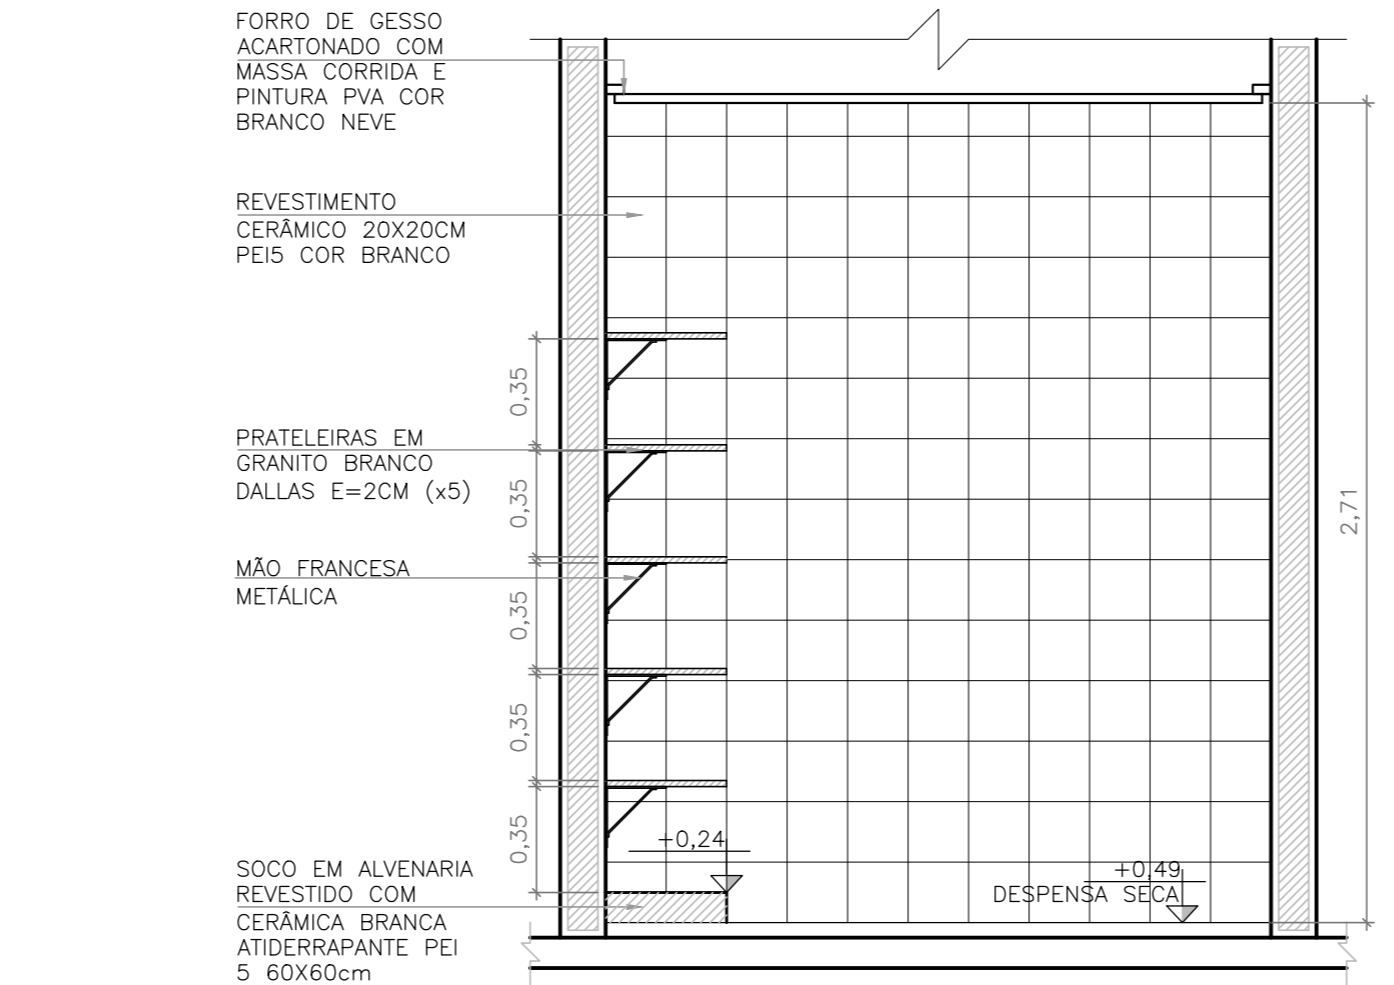 FORRO DE GESSO
ACARTONADO COM
MASSA CORRIDA E
PINTURA PVA COR
BRANCO NEVE
REVESTIMENTO
CERÂMICO 20X20CM
PEI5 COR BRANCO
0,35
PRATELEIRAS EM
GRANITO BRANCO
DALLAS E=2CM (x5)
0,35
2,71
MÃO FRANCESA
METÁLICA
0,35
0,35
0,35
+0,24
SOCO EM ALVENARIA
REVESTIDO COM
CERÂMICA BRANCA
ATIDERRAPANTE PEI
5 60X60cm
+0,49
DESPENSA SECA